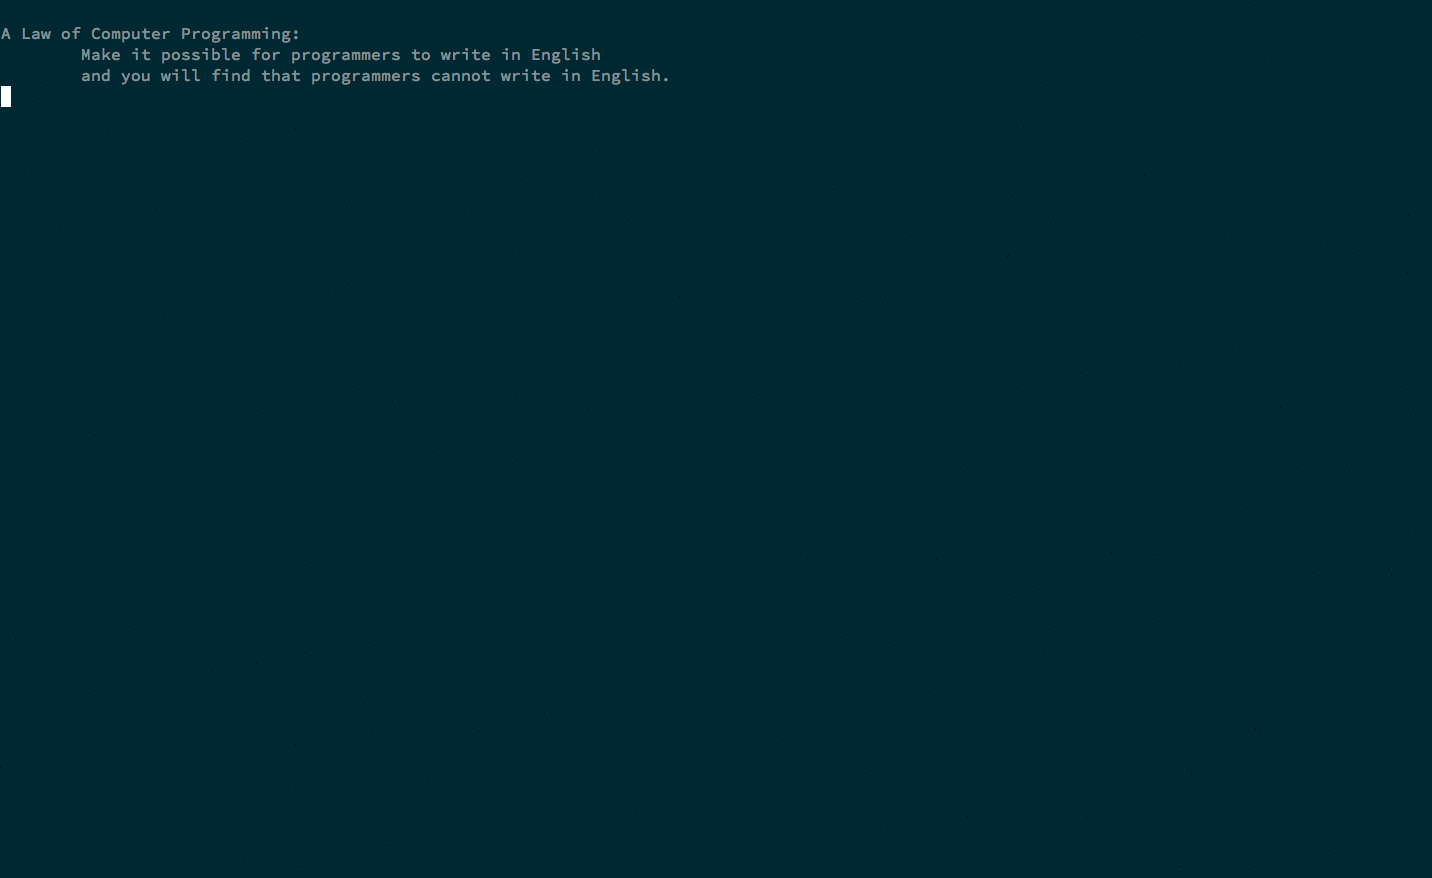 A Law of Computer Programming:
        Make it possible for programmers to write in English
        and you will find that programmers cannot write in English.